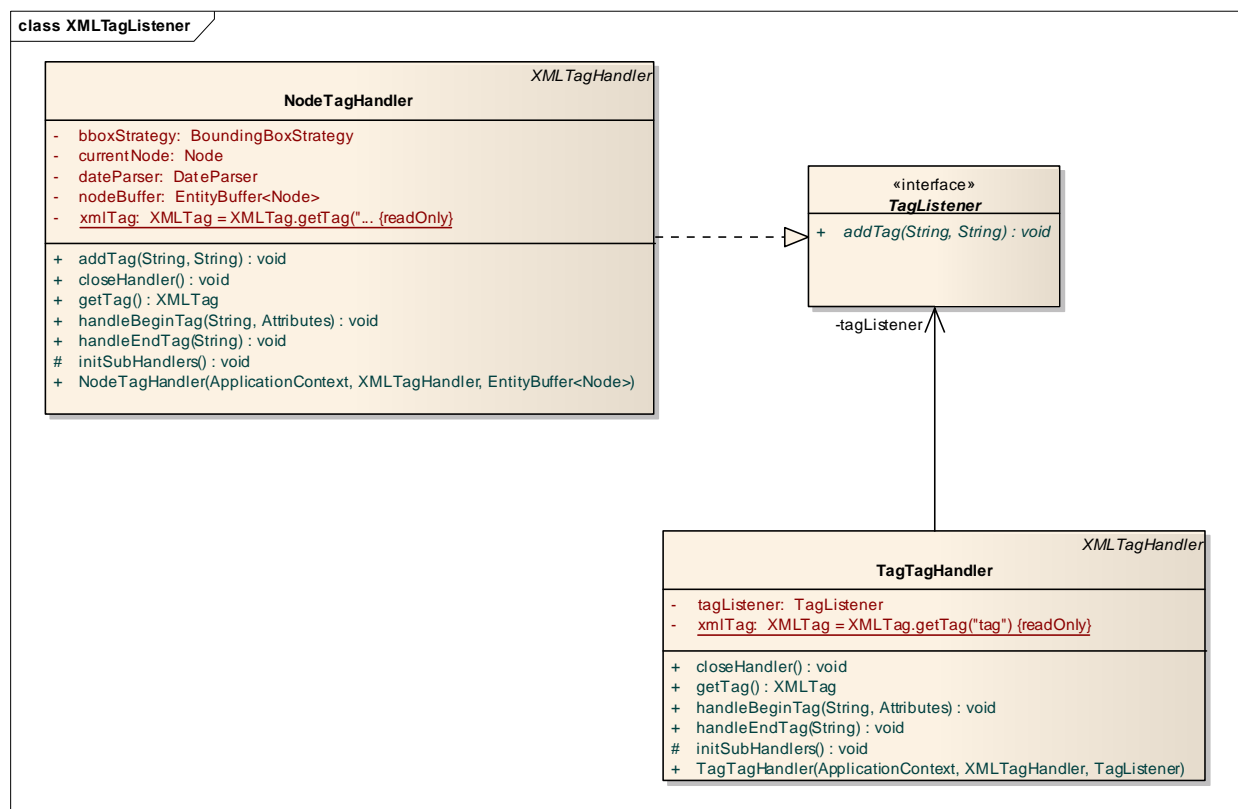 class XMLTagListener
XMLTagHandler
NodeTagHandler
- bboxStrategy: BoundingBoxStrategy
- currentNode: Node
- dateParser: DateParser
- nodeBuffer: EntityBuffer<Node>
- xmlTag: XMLTag = XMLTag.getTag("... {readOnly}
+ addTag(String, String) : void
+ closeHandler() : void
+ getTag() : XMLTag
+ handleBeginTag(String, Attributes) : void
+ handleEndTag(String) : void
# initSubHandlers() : void
+ NodeTagHandler(ApplicationContext, XMLTagHandler, EntityBuffer<Node>)
«interface»
TagListener
+ addTag(String, String) : void
-tagListener
XMLTagHandler
TagTagHandler
- tagListener: TagListener
- xmlTag: XMLTag = XMLTag.getTag("tag") {readOnly}
+ closeHandler() : void
+ getTag() : XMLTag
+ handleBeginTag(String, Attributes) : void
+ handleEndTag(String) : void
# initSubHandlers() : void
+ TagTagHandler(ApplicationContext, XMLTagHandler, TagListener)